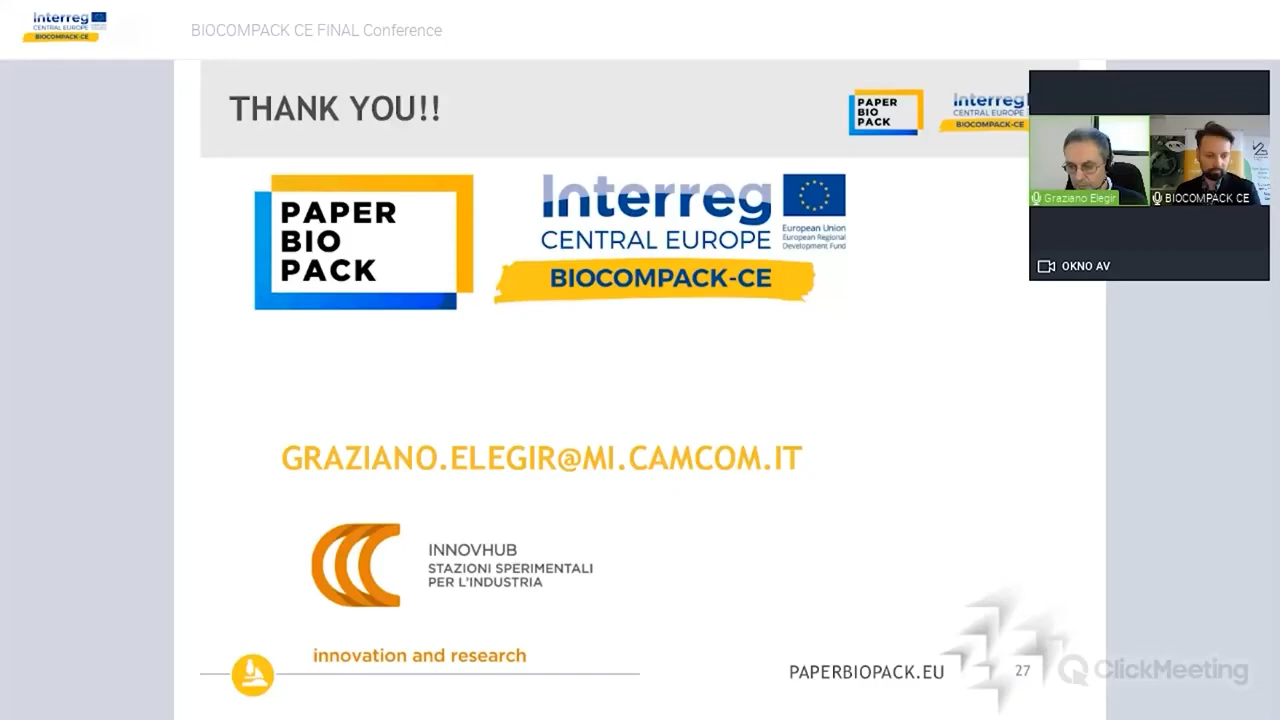 Interreg
CENTRAL EUROPE
BIOCOMPACK-CE
BIOCOMPACK CE FINAL Conference
THANK YOU!!
PAPER
BIO
PACK
Interreg
CENTRAL EUROPE
BIOCOMPACK-CE
PAPER
BIO
PACK
Interreg
CENTRAL EUROPE
BIOCOMPACK-CE
European Union
European Regional
Development Fund
Graziano Elegir
BIOCOMPACK CE
OKNO AV
GRAZIANO.ELEGIR@MI.CAMCOM.IT
INNOVHUB
STAZIONI SPERIMENTALI
PER L'INDUSTRIA
innovation and research
PAPERBIOPACK.EU
27
ClickMeeting